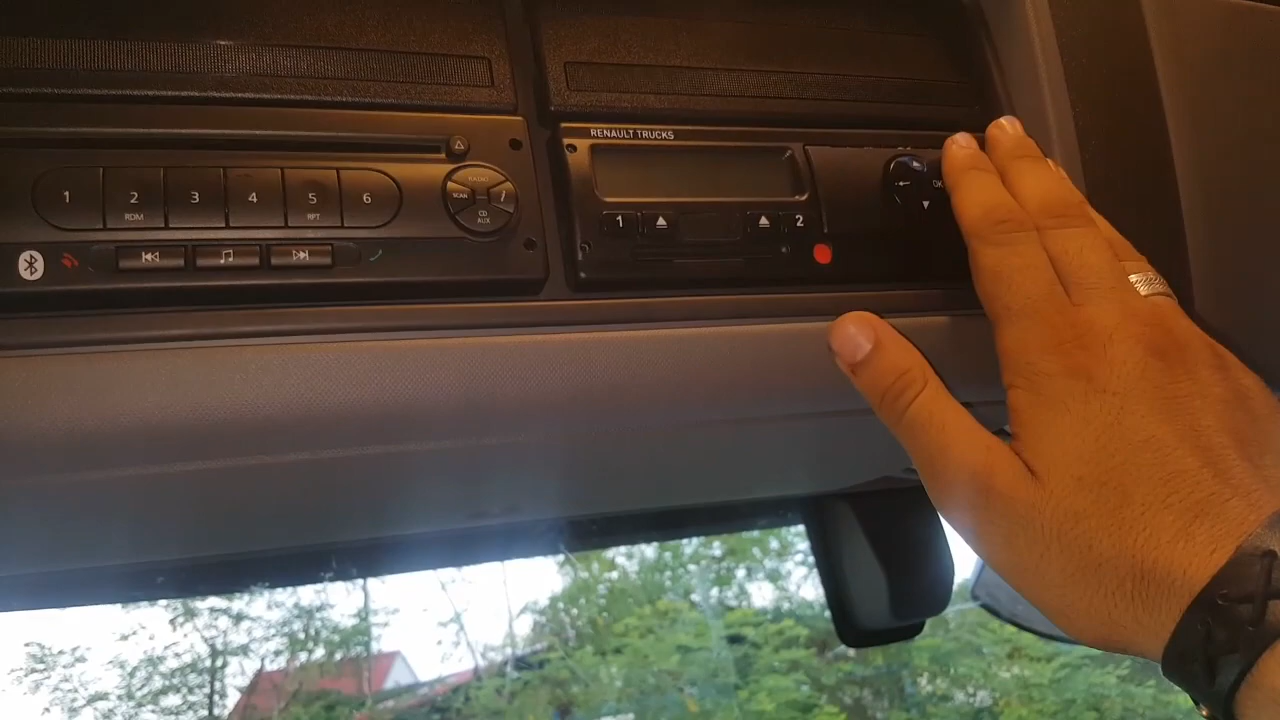 RENAULT TRUCKS
1 2 3 4 5 6
RDM RPT
RADIO
SCAN i
CD
AUX
1 2
OK